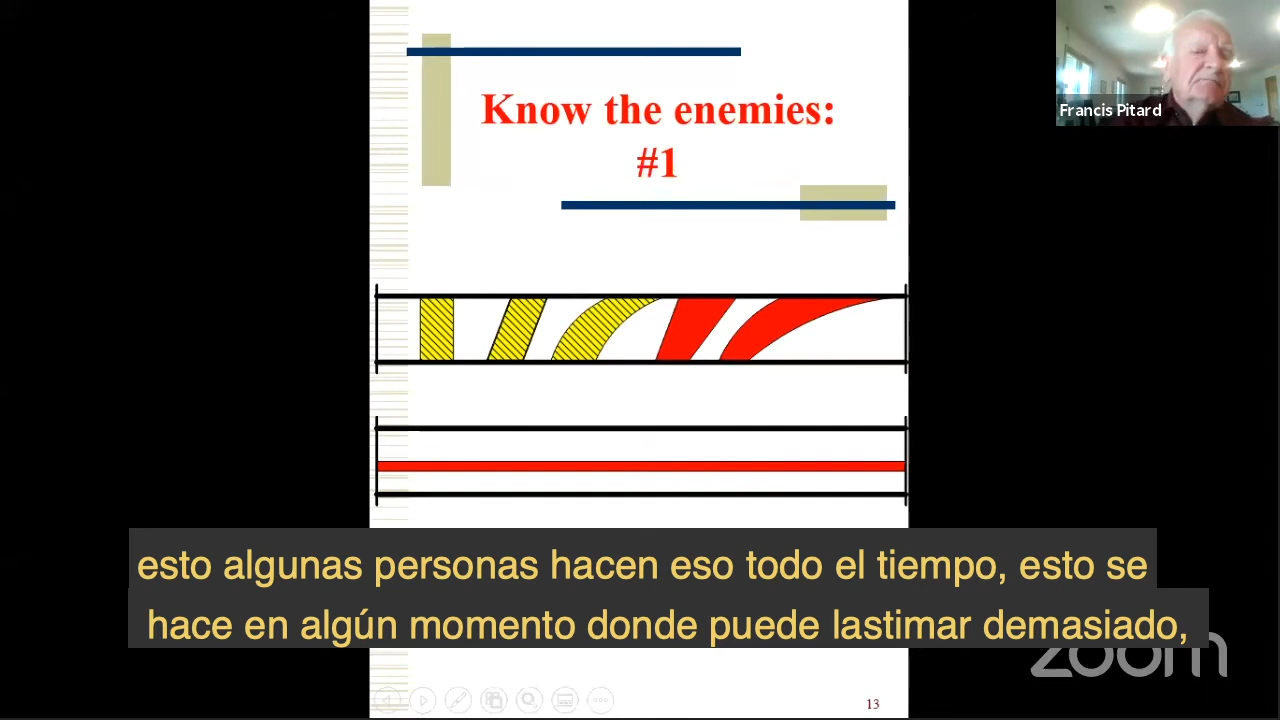 Know the enemies:
#1
Francis Pitard
esto algunas personas hacen eso todo el tiempo, esto se
hace en algún momento donde puede lastimar demasiado,
zoom
13